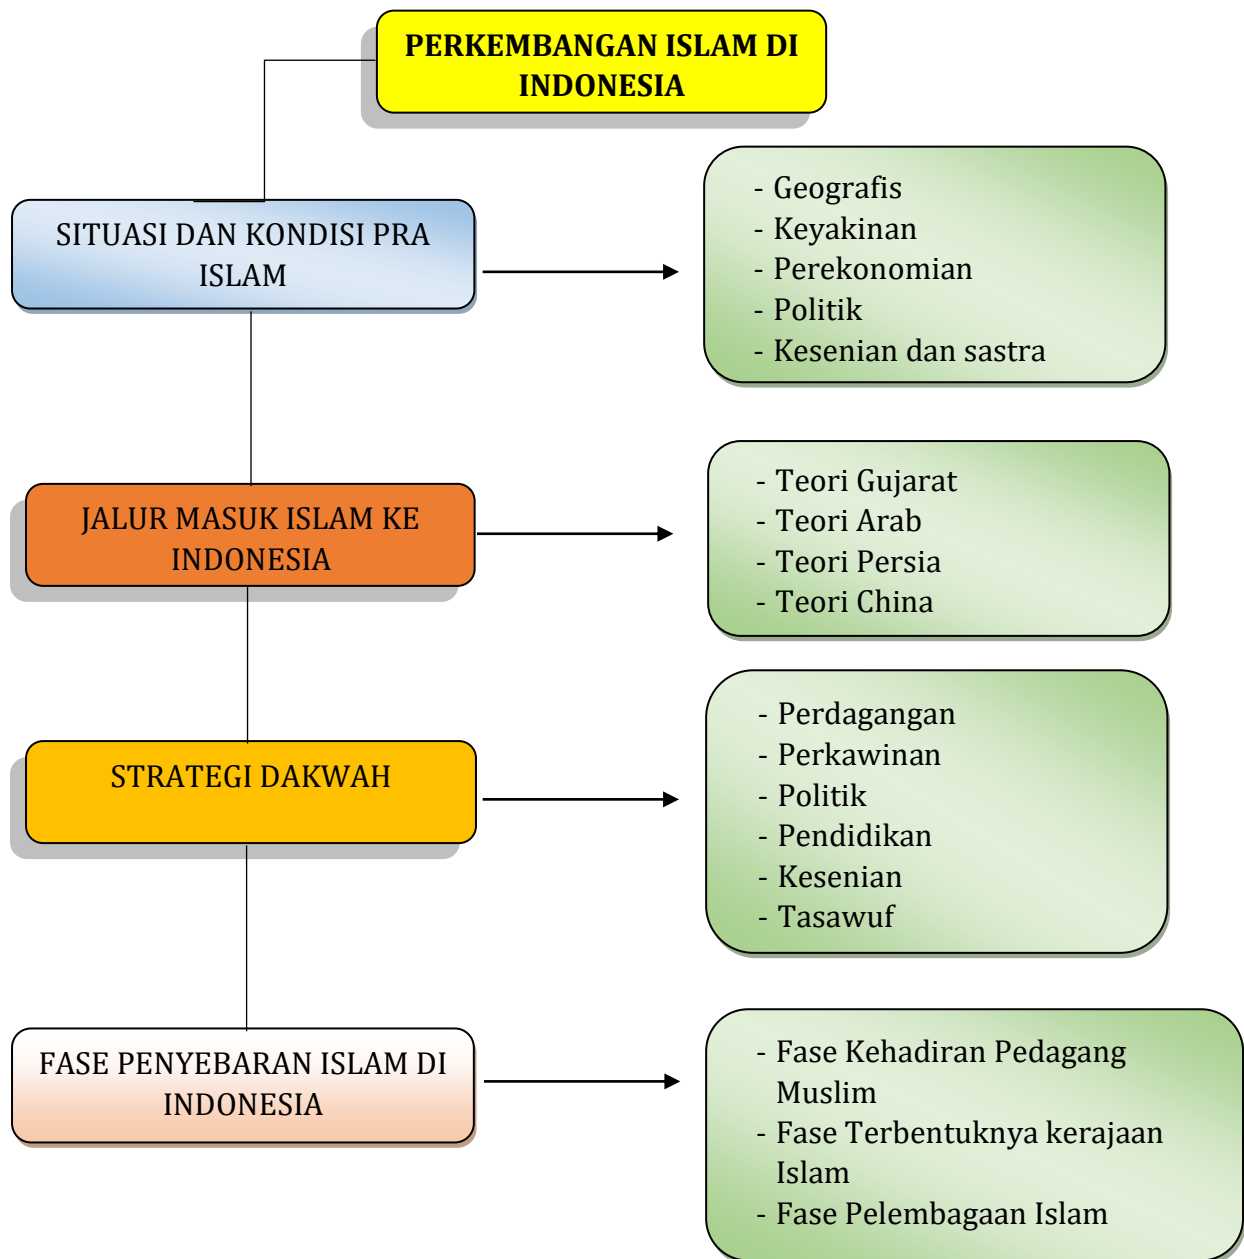 PERKEMBANGAN ISLAM DI
INDONESIA
SITUASI DAN KONDISI PRA
ISLAM
- Geografis
- Keyakinan
- Perekonomian
- Politik
- Kesenian dan sastra
JALUR MASUK ISLAM KE
INDONESIA
- Teori Gujarat
- Teori Arab
- Teori Persia
- Teori China
STRATEGI DAKWAH
- Perdagangan
- Perkawinan
- Politik
- Pendidikan
- Kesenian
- Tasawuf
FASE PENYEBARAN ISLAM DI
INDONESIA
- Fase Kehadiran Pedagang
Muslim
- Fase Terbentuknya kerajaan
Islam
- Fase Pelembagaan Islam